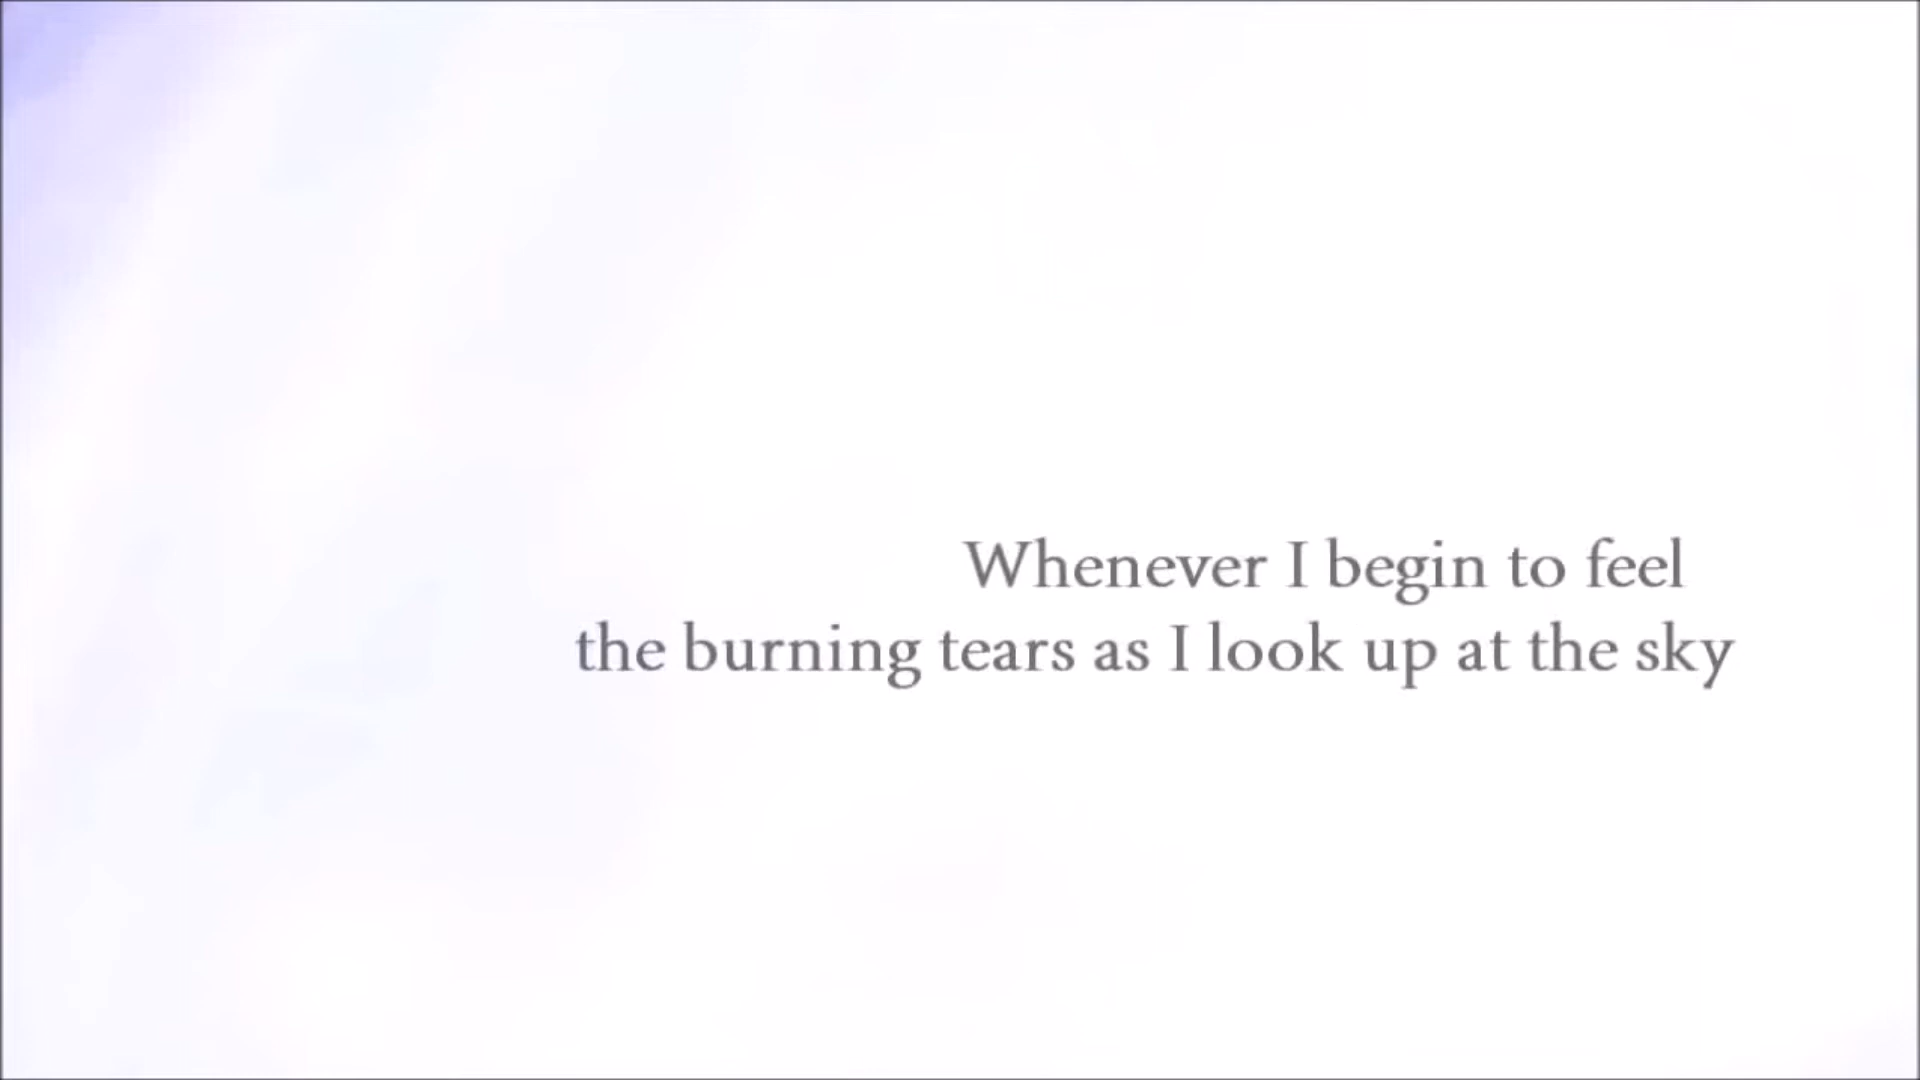 Whenever I begin to feel
the burning tears as I look up at the sky